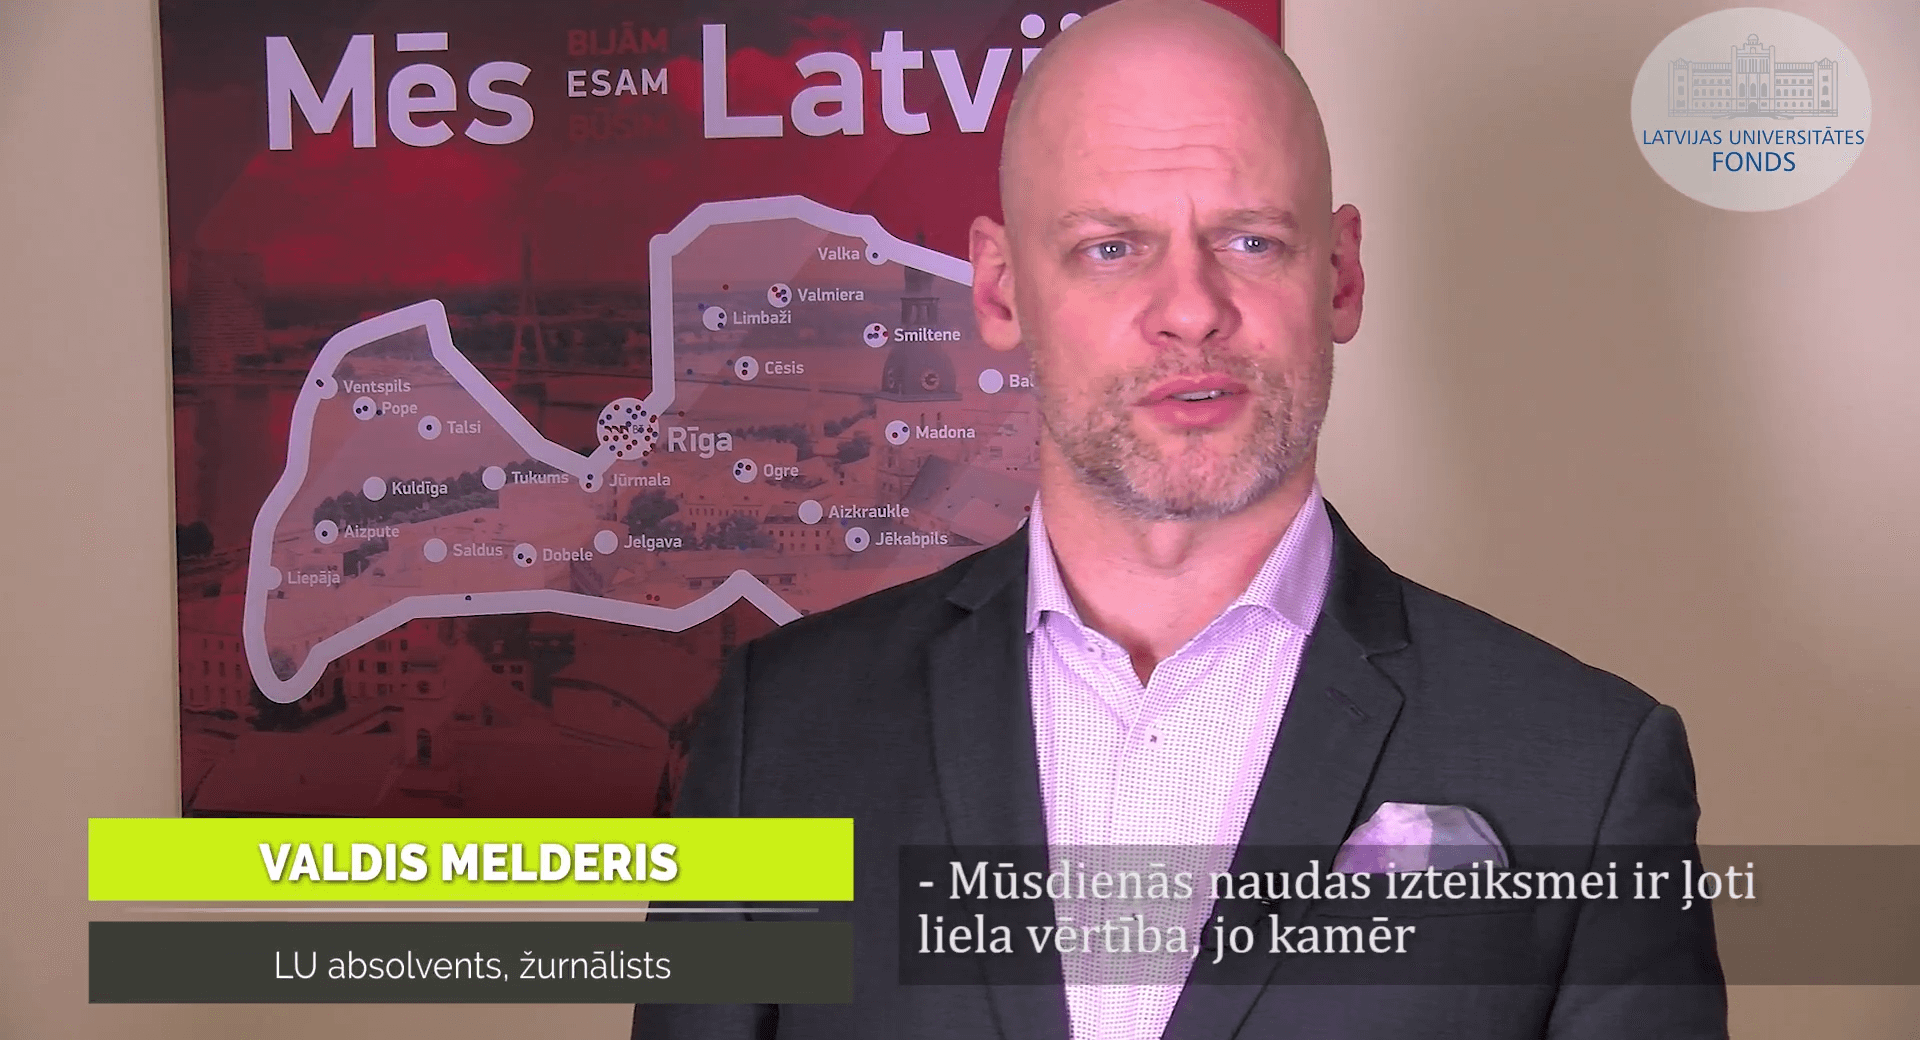 Mēs BIJĀM Latvij
ESAM
BŪSIM
LATVIJAS UNIVERSITĀTES
FONDS
Valka
Valmiera
Limbaži
Smiltene
Cēsis
Ventspils
Pope
Talsi
Rīga
Madona
Ogre
Tukums
Jūrmala
Kuldīga
Aizkraukle
Aizpute
Jelgava
Jēkabpils
Saldus
Dobele
Liepāja
VALDIS MELDERIS
LU absolvents, žurnālists
- Mūsdienās naudas izteiksmei ir ļoti
liela vērtība, jo kamēr